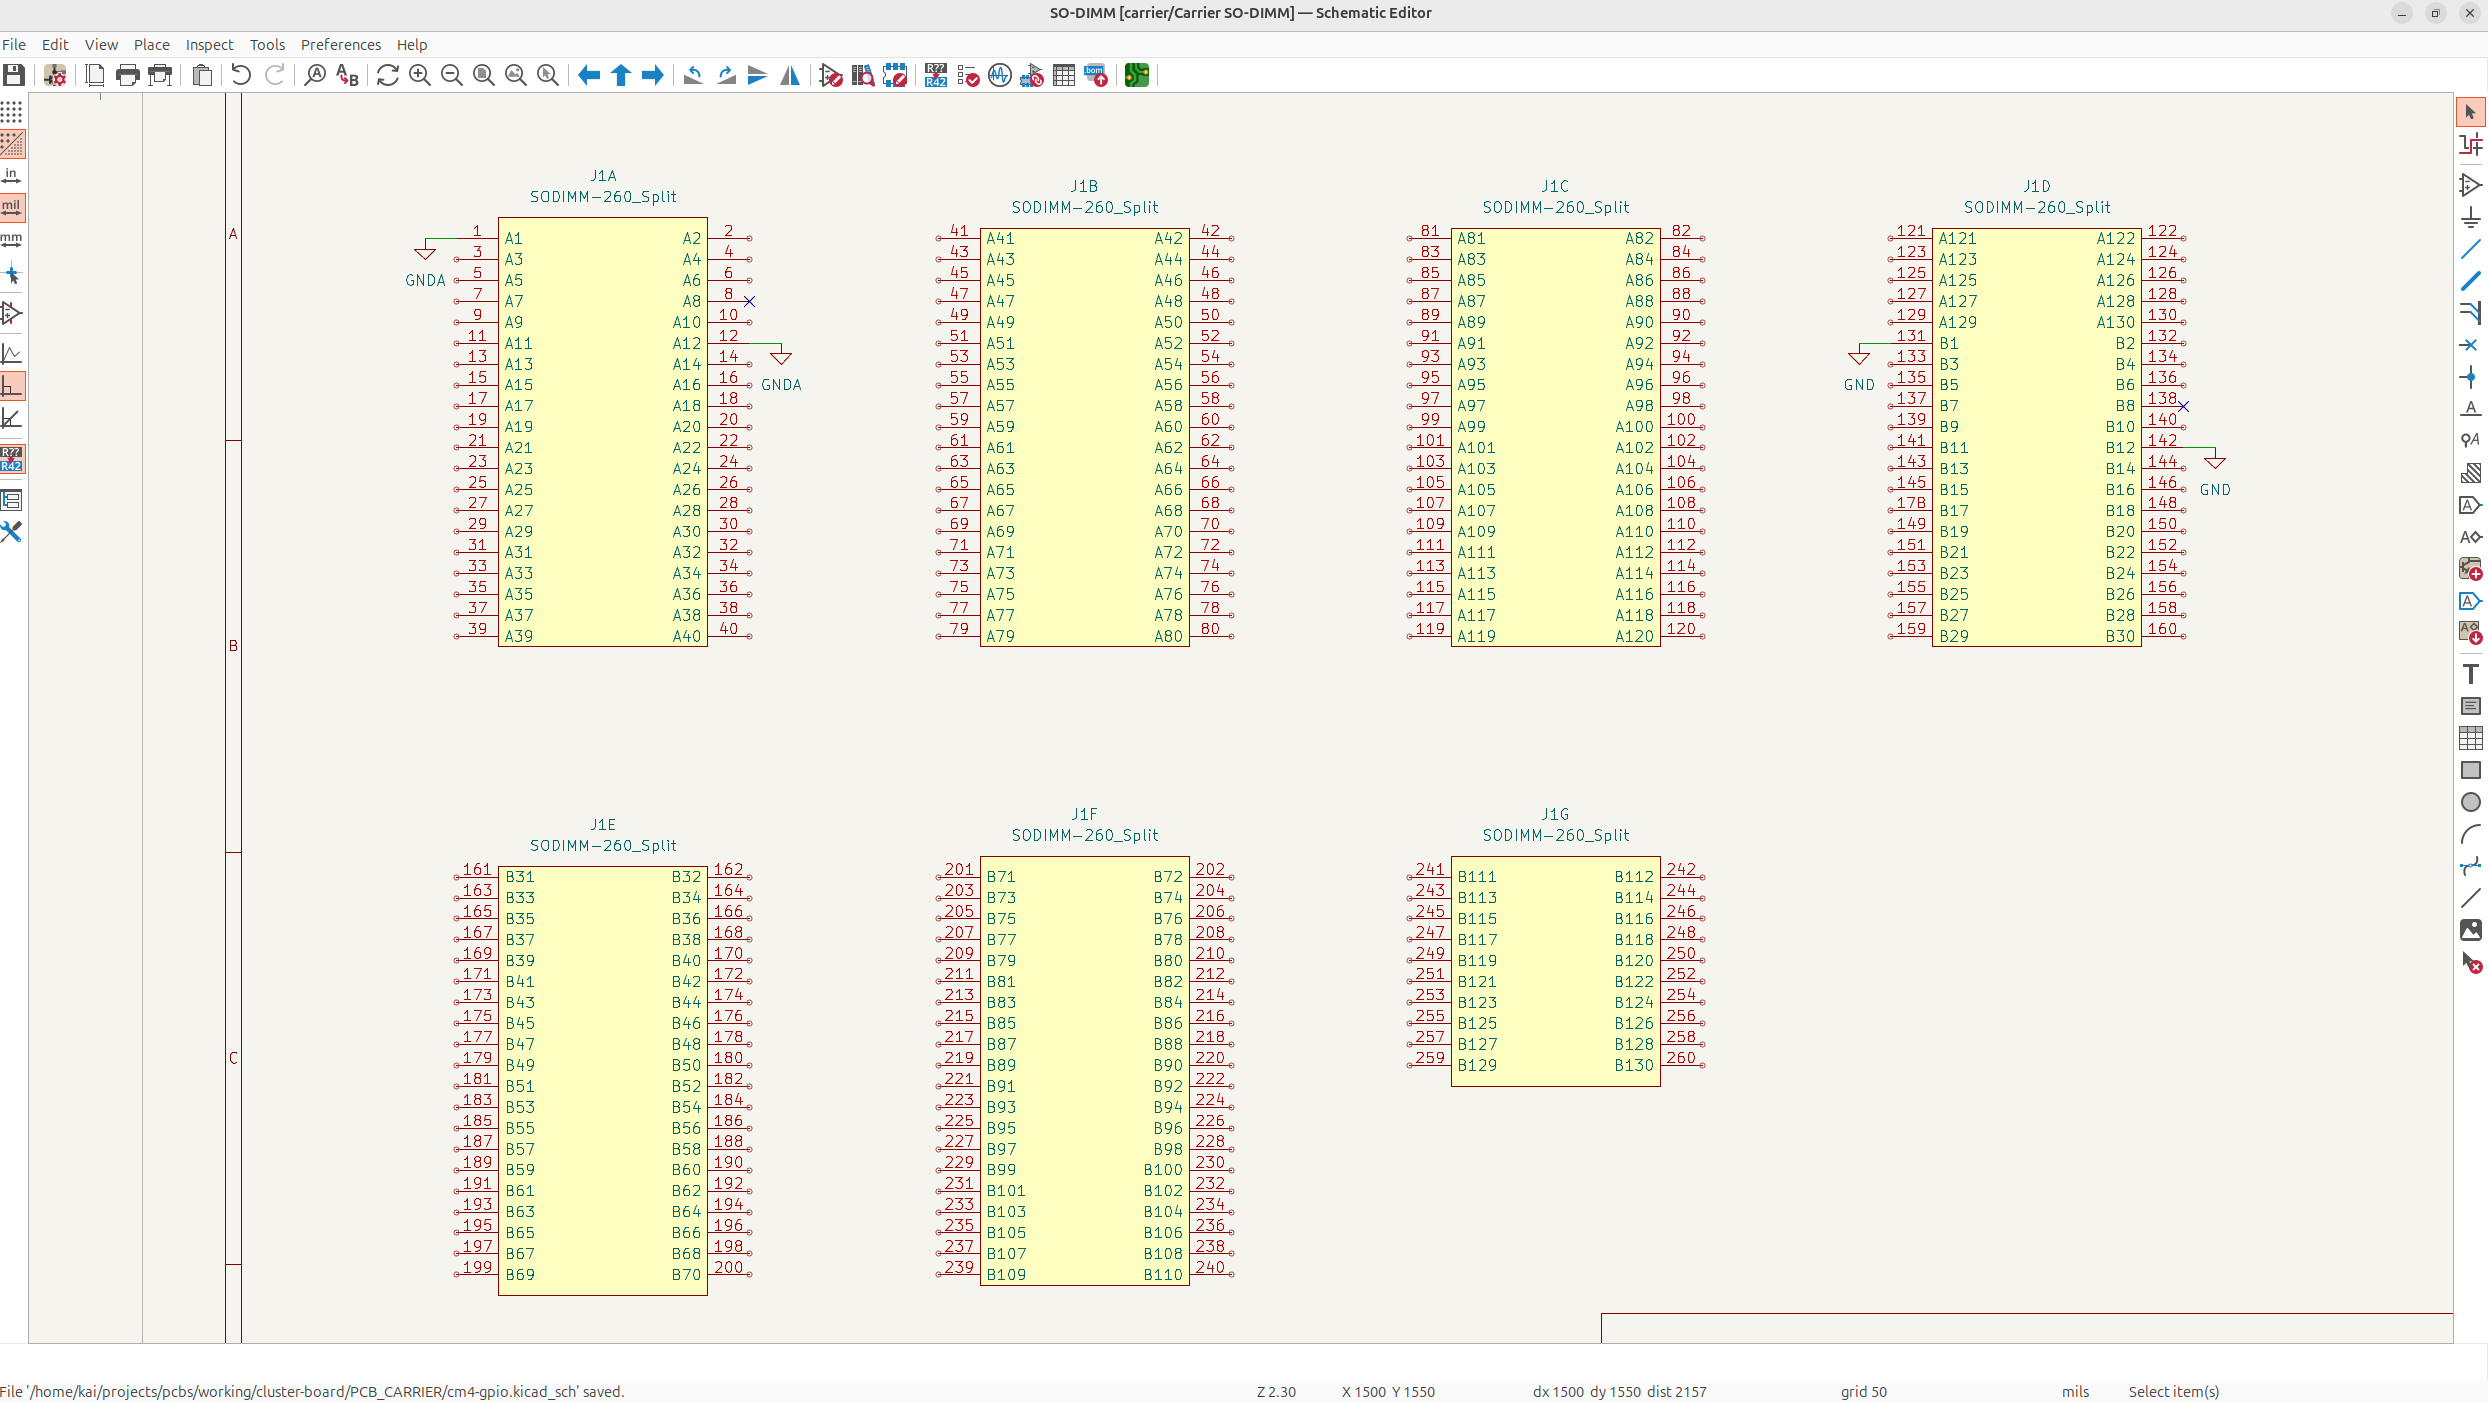 SO-DIMM [carrier/Carrier SO-DIMM] — Schematic Editor
File Edit View Place Inspect Tools Preferences Help
J1A
SODIMM-260_Split
1 A1 A2 2
3 A3 A4 4
GNDA 5 A5 A6 6
7 A7 A8 8
9 A9 A10 10
11 A11 A12 12
13 A13 A14 14
15 A15 A16 16 GNDA
17 A17 A18 18
19 A19 A20 20
21 A21 A22 22
23 A23 A24 24
25 A25 A26 26
27 A27 A28 28
29 A29 A30 30
31 A31 A32 32
33 A33 A34 34
35 A35 A36 36
37 A37 A38 38
39 A39 A40 40
J1B
SODIMM-260_Split
41 A41 A42 42
43 A43 A44 44
45 A45 A46 46
47 A47 A48 48
49 A49 A50 50
51 A51 A52 52
53 A53 A54 54
55 A55 A56 56
57 A57 A58 58
59 A59 A60 60
61 A61 A62 62
63 A63 A64 64
65 A65 A66 66
67 A67 A68 68
69 A69 A70 70
71 A71 A72 72
73 A73 A74 74
75 A75 A76 76
77 A77 A78 78
79 A79 A80 80
J1C
SODIMM-260_Split
81 A81 A82 82
83 A83 A84 84
85 A85 A86 86
87 A87 A88 88
89 A89 A90 90
91 A91 A92 92
93 A93 A94 94
95 A95 A96 96
97 A97 A98 98
99 A99 A100 100
101 A101 A102 102
103 A103 A104 104
105 A105 A106 106
107 A107 A108 108
109 A109 A110 110
111 A111 A112 112
113 A113 A114 114
115 A115 A116 116
117 A117 A118 118
119 A119 A120 120
J1D
SODIMM-260_Split
121 A121 A122 122
123 A123 A124 124
125 A125 A126 126
127 A127 A128 128
129 A129 A130 130
131 B1 B2 132
133 B3 B4 134
GND 135 B5 B6 136
137 B7 B8 138
139 B9 B10 140
141 B11 B12 142
143 B13 B14 144
145 B15 B16 146 GND
17B B17 B18 148
149 B19 B20 150
151 B21 B22 152
153 B23 B24 154
155 B25 B26 156
157 B27 B28 158
159 B29 B30 160
J1E
SODIMM-260_Split
161 B31 B32 162
163 B33 B34 164
165 B35 B36 166
167 B37 B38 168
169 B39 B40 170
171 B41 B42 172
173 B43 B44 174
175 B45 B46 176
177 B47 B48 178
179 B49 B50 180
181 B51 B52 182
183 B53 B54 184
185 B55 B56 186
187 B57 B58 188
189 B59 B60 190
191 B61 B62 192
193 B63 B64 194
195 B65 B66 196
197 B67 B68 198
199 B69 B70 200
J1F
SODIMM-260_Split
201 B71 B72 202
203 B73 B74 204
205 B75 B76 206
207 B77 B78 208
209 B79 B80 210
211 B81 B82 212
213 B83 B84 214
215 B85 B86 216
217 B87 B88 218
219 B89 B90 220
221 B91 B92 222
223 B93 B94 224
225 B95 B96 226
227 B97 B98 228
229 B99 B100 230
231 B101 B102 232
233 B103 B104 234
235 B105 B106 236
237 B107 B108 238
239 B109 B110 240
J1G
SODIMM-260_Split
241 B111 B112 242
243 B113 B114 244
245 B115 B116 246
247 B117 B118 248
249 B119 B120 250
251 B121 B122 252
253 B123 B124 254
255 B125 B126 256
257 B127 B128 258
259 B129 B130 260
A
B
C
in
mil
mm
R??
R42
File '/home/kai/projects/pcbs/working/cluster-board/PCB_CARRIER/cm4-gpio.kicad_sch' saved. Z 2.30 X 1500 Y 1550 dx 1500 dy 1550 dist 2157 grid 50 mils Select item(s)